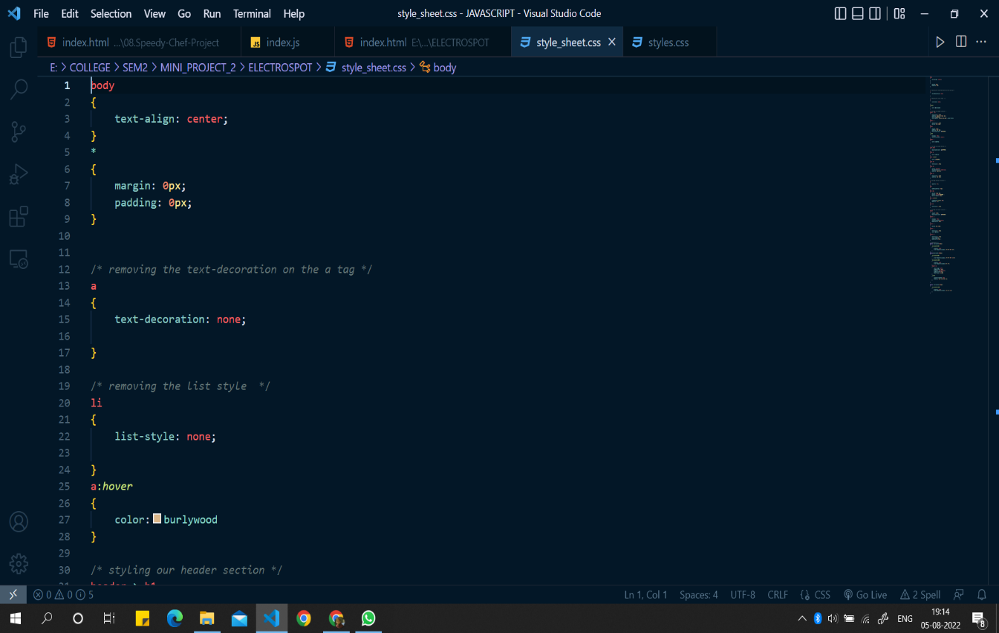 File Edit Selection View Go Run Terminal Help style_sheet.css - JAVASCRIPT - Visual Studio Code
index.html ...\08.Speedy-Chef-Project JS index.js index.html E:\...\ELECTROSPOT style_sheet.css styles.css
E: > COLLEGE > SEM2 > MINI_PROJECT_2 > ELECTROSPOT > style_sheet.css > body
1 body
2 {
3 text-align: center;
4 }
5 *
6 {
7 margin: 0px;
8 padding: 0px;
9 }
10
11
12 /* removing the text-decoration on the a tag */
13 a
14 {
15 text-decoration: none;
16
17 }
18
19 /* removing the list style  */
20 li
21 {
22 list-style: none;
23
24 }
25 a:hover
26 {
27 color: burlywood
28 }
29
30 /* styling our header section */
0 0 5 Ln 1, Col 1 Spaces: 4 UTF-8 CRLF {} CSS Go Live 2 Spell
ENG 19:14
05-08-2022 8